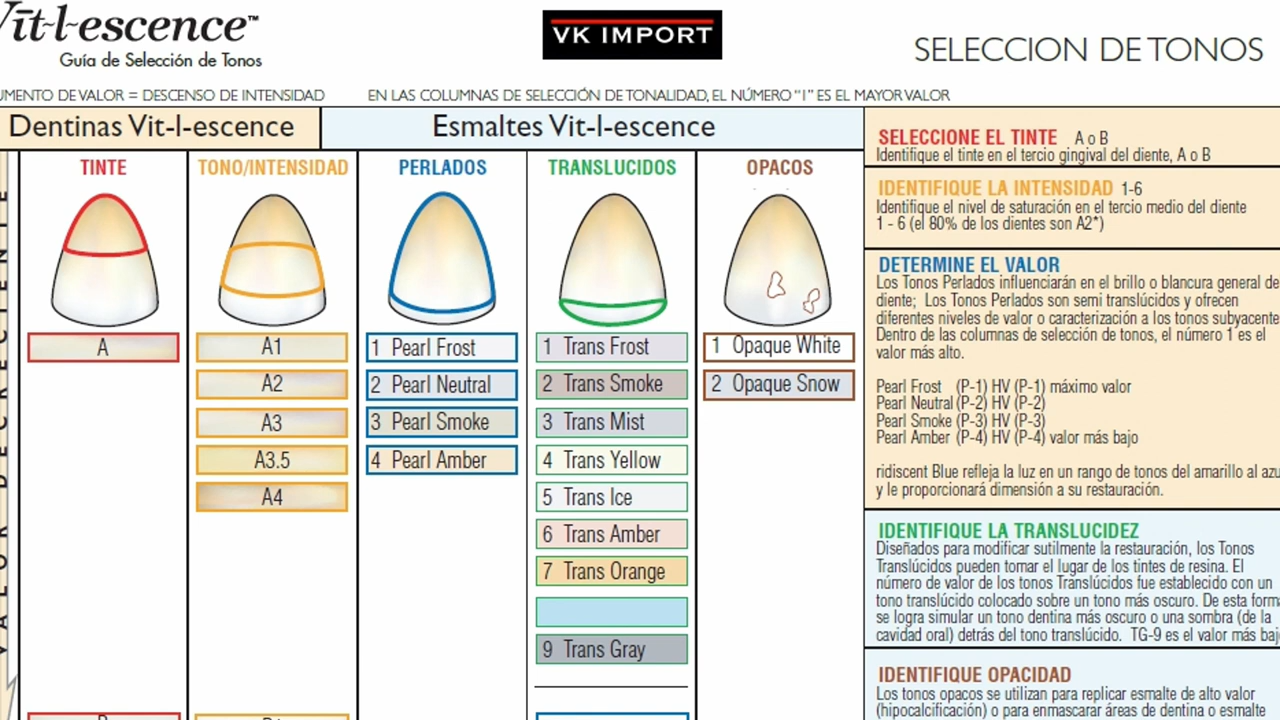 Vit-l-escence™
Guía de Selección de Tonos
VK IMPORT
SELECCION DE TONOS
UMENTO DE VALOR = DESCENSO DE INTENSIDAD
EN LAS COLUMNAS DE SELECCIÓN DE TONALIDAD, EL NÚMERO "1" ES EL MAYOR VALOR
Dentinas Vit-l-escence
Esmaltes Vit-l-escence
VALOR DECRECIENTE
TINTE
A
TONO/INTENSIDAD
A1
A2
A3
A3.5
A4
PERLADOS
1 Pearl Frost
2 Pearl Neutral
3 Pearl Smoke
4 Pearl Amber
TRANSLUCIDOS
1 Trans Frost
2 Trans Smoke
3 Trans Mist
4 Trans Yellow
5 Trans Ice
6 Trans Amber
7 Trans Orange
9 Trans Gray
OPACOS
1 Opaque White
2 Opaque Snow
SELECCIONE EL TINTE A o B
Identifique el tinte en el tercio gingival del diente, A o B
IDENTIFIQUE LA INTENSIDAD 1-6
Identifique el nivel de saturación en el tercio medio del diente
1 - 6 (el 80% de los dientes son A2*)
DETERMINE EL VALOR
Los Tonos Perlados influenciarán en el brillo o blancura general de
diente; Los Tonos Perlados son semi translúcidos y ofrecen
diferentes niveles de valor o caracterización a los tonos subyacente
Dentro de las columnas de selección de tonos, el número 1 es el
valor más alto.
Pearl Frost (P-1) HV (P-1) máximo valor
Pearl Neutral (P-2) HV (P-2)
Pearl Smoke (P-3) HV (P-3)
Pearl Amber (P-4) HV (P-4) valor más bajo
ridiscent Blue refleja la luz en un rango de tonos del amarillo al azu
y le proporcionará dimensión a su restauración.
IDENTIFIQUE LA TRANSLUCIDEZ
Diseñados para modificar sutilmente la restauración, los Tonos
Translúcidos pueden tomar el lugar de los tintes de resina. El
número de valor de los tonos Translúcidos fue establecido con un
tono translúcido colocado sobre un tono más oscuro. De esta form
se logra simular un tono dentina más oscuro o una sombra (de la
cavidad oral) detrás del tono translúcido. TG-9 es el valor más baj
IDENTIFIQUE OPACIDAD
Los tonos opacos se utilizan para replicar esmalte de alto valor
(hipocalcificación) o para enmascarar áreas de dentina o esmalte